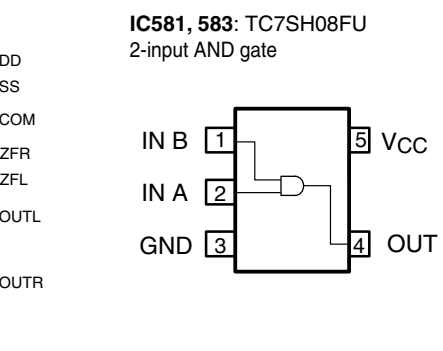 DD
SS
COM
ZFR
ZFL
OUTL
OUTR
IC581, 583: TC7SH08FU
2-input AND gate
IN B 1
5 VCC
IN A 2
GND 3
4 OUT